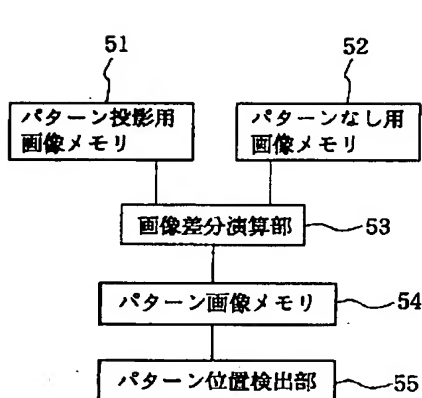 51
52
パターン投影用
画像メモリ
パターンなし用
画像メモリ
画像差分演算部
53
パターン画像メモリ
54
パターン位置検出部
55